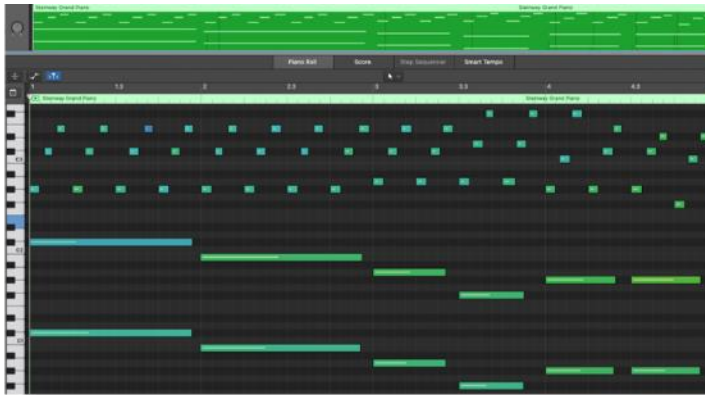 Steinway Grand Piano Steinway Grand Piano
Piano Roll Score Step Sequencer Smart Tempo
1 1.3 2 2.3 3 3.3 4 4.3
Steinway Grand Piano Steinway Grand Piano
C3
C2
C1